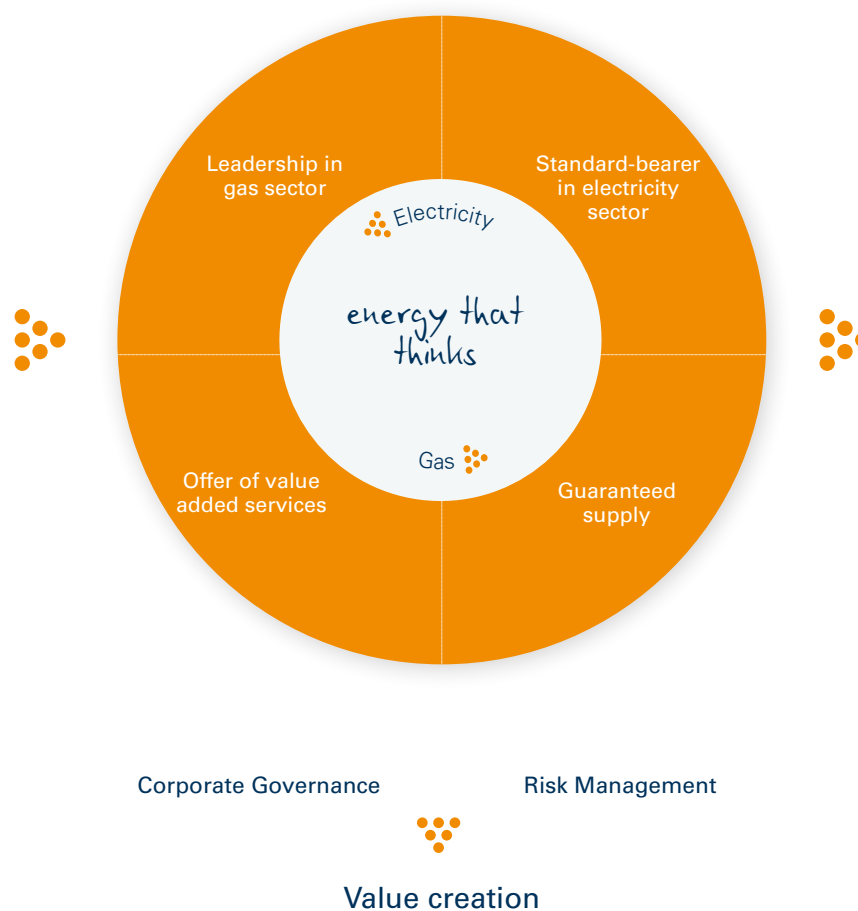 Leadership in
gas sector
Standard-bearer
in electricity
sector
Electricity
energy that
thinks
Gas
Offer of value
added services
Guaranteed
supply
Corporate Governance
Risk Management
Value creation